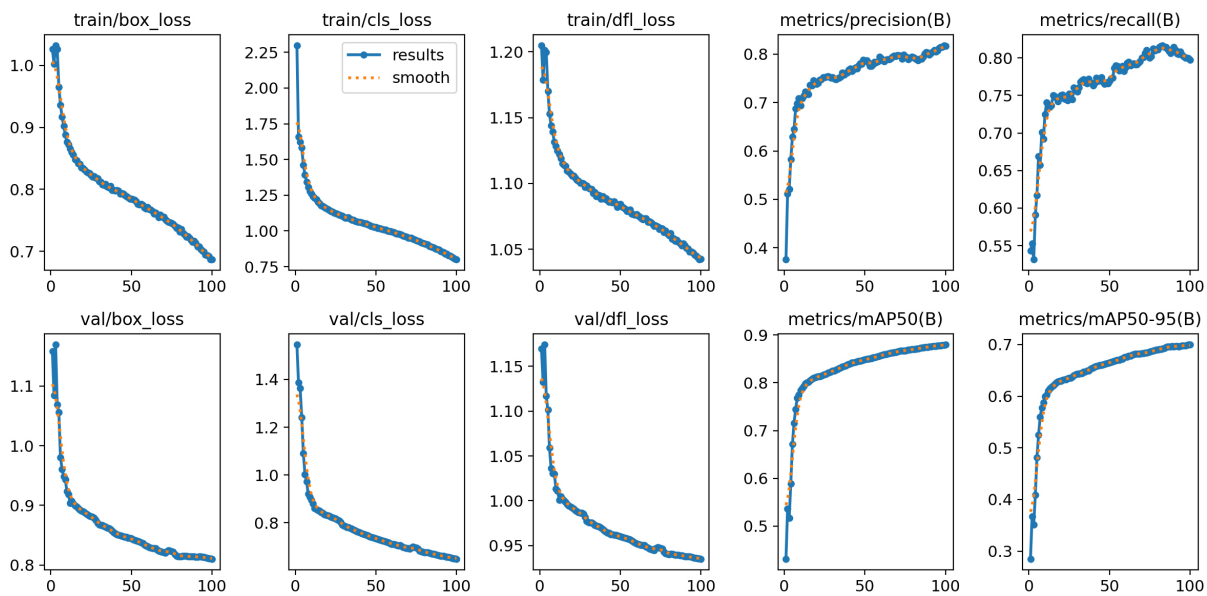 train/box_loss
train/cls_loss
train/dfl_loss
metrics/precision(B)
metrics/recall(B)
results
smooth
1.0
0.9
0.8
0.7
0 50 100
2.25
2.00
1.75
1.50
1.25
1.00
0.75
0 50 100
1.20
1.15
1.10
1.05
0 50 100
0.8
0.7
0.6
0.5
0.4
0 50 100
0.80
0.75
0.70
0.65
0.60
0.55
0 50 100
val/box_loss
val/cls_loss
val/dfl_loss
metrics/mAP50(B)
metrics/mAP50-95(B)
1.1
1.0
0.9
0.8
0 50 100
1.4
1.2
1.0
0.8
0 50 100
1.15
1.10
1.05
1.00
0.95
0 50 100
0.9
0.8
0.7
0.6
0.5
0 50 100
0.7
0.6
0.5
0.4
0.3
0 50 100